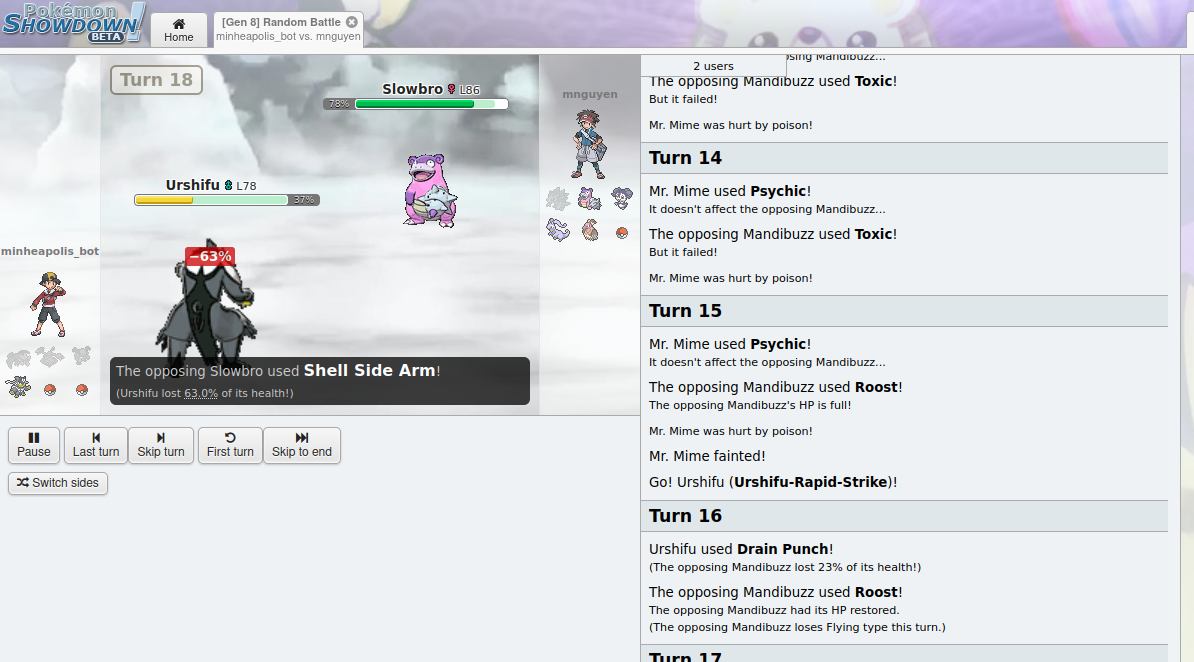 Pokémon
SHOWDOWN!
BETA
Home
[Gen 8] Random Battle
minheapolis_bot vs. mnguyen
Turn 18
Slowbro L86
78%
Urshifu L78
37%
−63%
minheapolis_bot
mnguyen
The opposing Slowbro used Shell Side Arm!
(Urshifu lost 63.0% of its health!)
Pause
Last turn
Skip turn
First turn
Skip to end
Switch sides
2 users
The opposing Mandibuzz used Toxic!
But it failed!
Mr. Mime was hurt by poison!
Turn 14
Mr. Mime used Psychic!
It doesn't affect the opposing Mandibuzz...
The opposing Mandibuzz used Toxic!
But it failed!
Mr. Mime was hurt by poison!
Turn 15
Mr. Mime used Psychic!
It doesn't affect the opposing Mandibuzz...
The opposing Mandibuzz used Roost!
The opposing Mandibuzz's HP is full!
Mr. Mime was hurt by poison!
Mr. Mime fainted!
Go! Urshifu (Urshifu-Rapid-Strike)!
Turn 16
Urshifu used Drain Punch!
(The opposing Mandibuzz lost 23% of its health!)
The opposing Mandibuzz used Roost!
The opposing Mandibuzz had its HP restored.
(The opposing Mandibuzz loses Flying type this turn.)
Turn 17